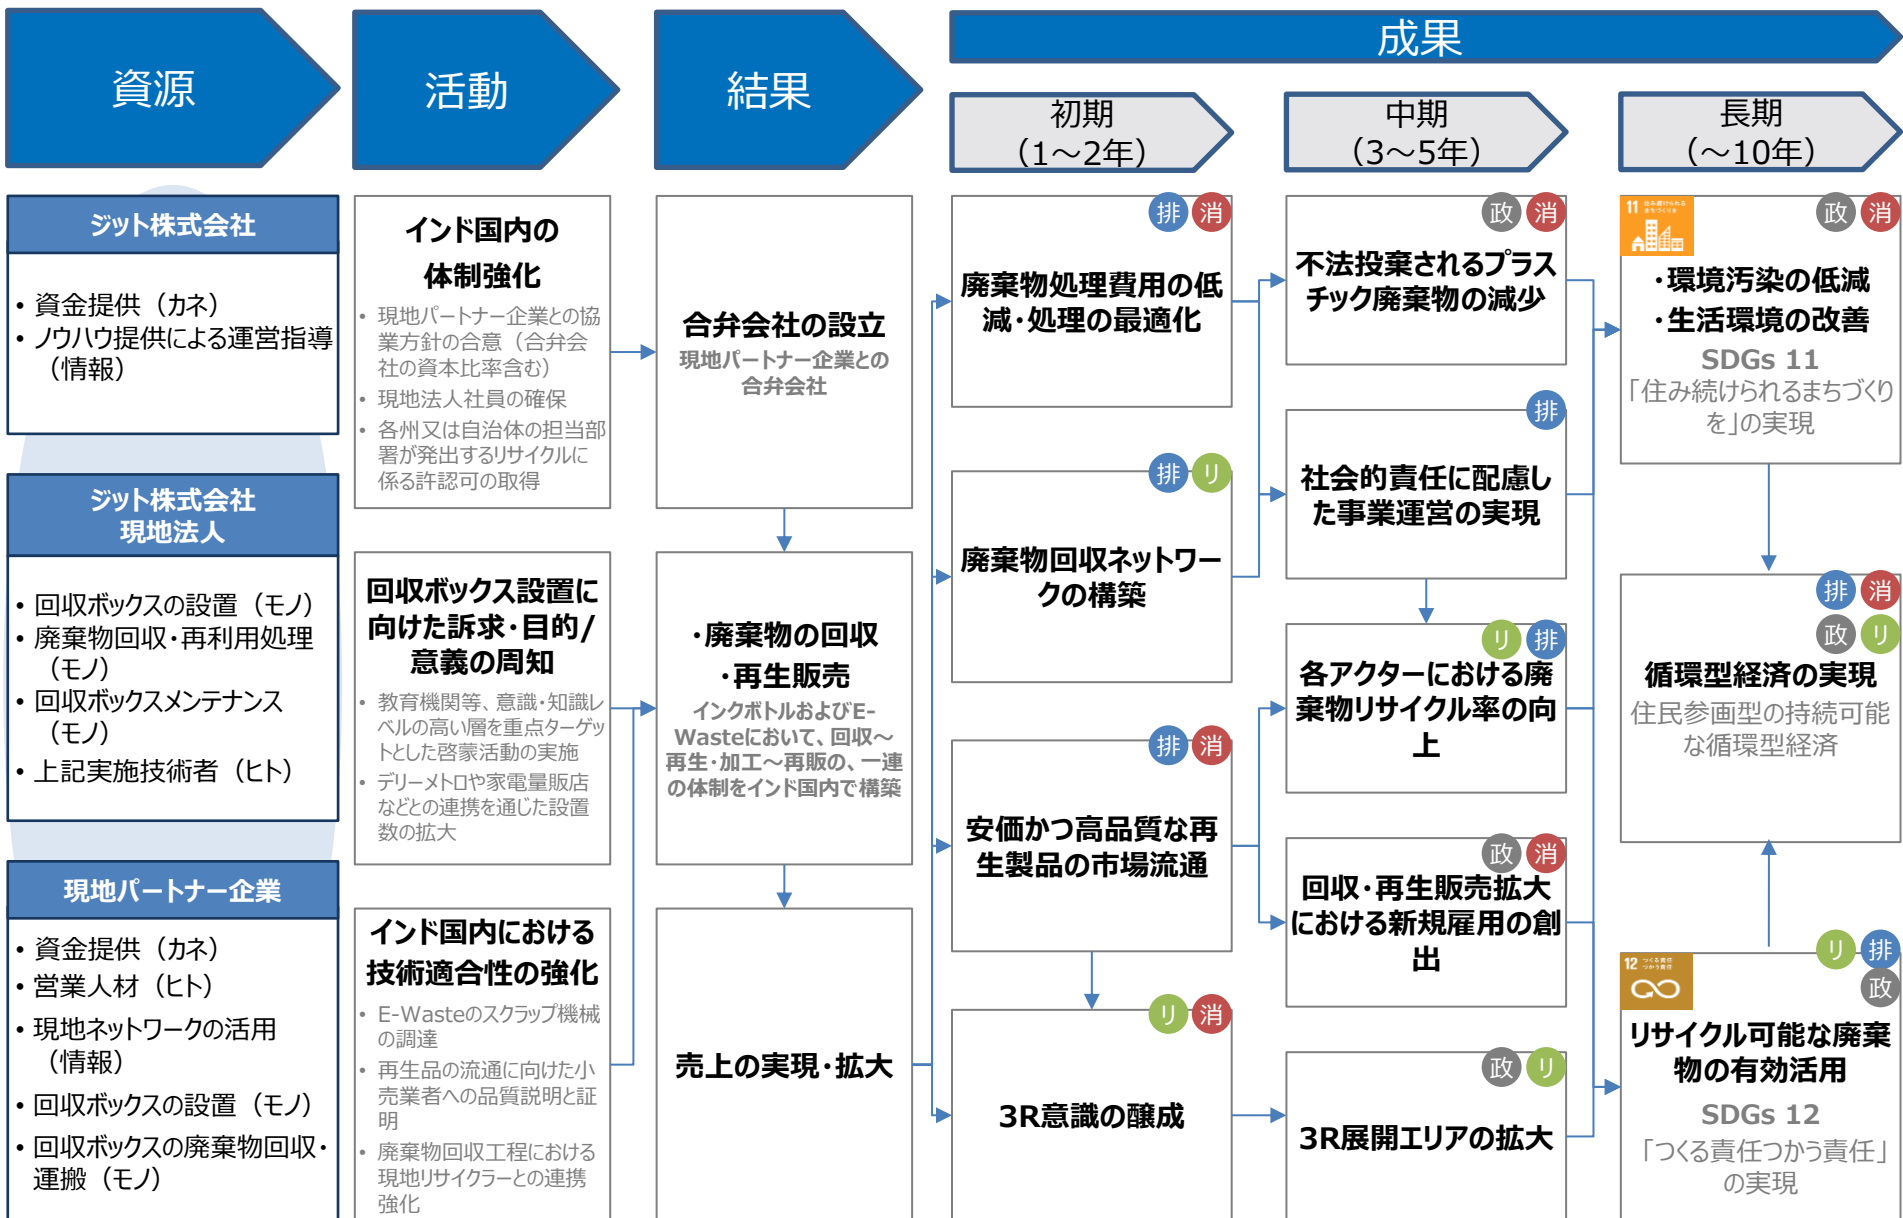 資源
活動
結果
成果
初期
（1～2年）
中期
（3～5年）
長期
（～10年）
ジット株式会社
• 資金提供（カネ）
• ノウハウ提供による運営指導
（情報）
ジット株式会社
現地法人
• 回収ボックスの設置（モノ）
• 廃棄物回収・再利用処理
（モノ）
• 回収ボックスメンテナンス
（モノ）
• 上記実施技術者（ヒト）
現地パートナー企業
• 資金提供（カネ）
• 営業人材（ヒト）
• 現地ネットワークの活用
（情報）
• 回収ボックスの設置（モノ）
• 回収ボックスの廃棄物回収・
運搬（モノ）
インド国内の
体制強化
• 現地パートナー企業との協
業方針の合意（合弁会
社の資本比率含む）
• 現地法人社員の確保
• 各州又は自治体の担当部
署が発出するリサイクルに
係る許認可の取得
回収ボックス設置に
向けた訴求・目的/
意義の周知
• 教育機関等、意識・知識レ
ベルの高い層を重点ターゲッ
トとした啓蒙活動の実施
• デリーメトロや家電量販店
などとの連携を通じた設置
数の拡大
インド国内における
技術適合性の強化
• E-Wasteのスクラップ機械
の調達
• 再生品の流通に向けた小
売業者への品質説明と証
明
• 廃棄物回収工程における
現地リサイクラーとの連携
強化
合弁会社の設立
現地パートナー企業との
合弁会社
・廃棄物の回収
・再生販売
インクボトルおよびE-
Wasteにおいて、回収～
再生・加工～再販の、一連
の体制をインド国内で構築
売上の実現・拡大
排 消
廃棄物処理費用の低
減・処理の最適化
排 リ
廃棄物回収ネットワー
クの構築
排 消
安価かつ高品質な再
生製品の市場流通
リ 消
3R意識の醸成
政 消
不法投棄されるプラス
チック廃棄物の減少
排
社会的責任に配慮し
た事業運営の実現
リ 排
各アクターにおける廃
棄物リサイクル率の向
上
政 消
回収・再生販売拡大
における新規雇用の創
出
政 リ
3R展開エリアの拡大
11 住み続けられる
まちづくりを
政 消
・環境汚染の低減
・生活環境の改善
SDGs 11
「住み続けられるまちづくり
を」の実現
排 消
政 リ
循環型経済の実現
住民参画型の持続可能
な循環型経済
12 つくる責任
つかう責任
リ 排
政
リサイクル可能な廃棄
物の有効活用
SDGs 12
「つくる責任つかう責任」
の実現